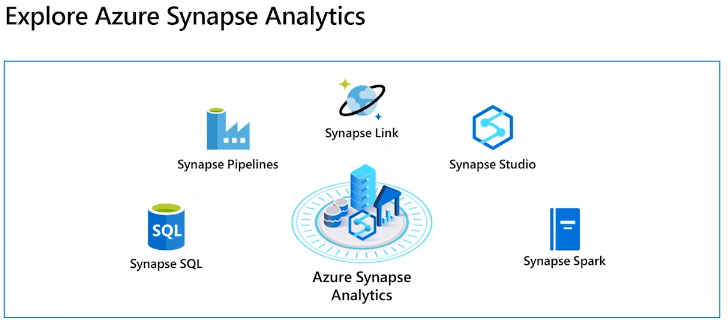 Explore Azure Synapse Analytics
Synapse Link
Synapse Pipelines
Synapse Studio
SQL
Synapse SQL
Synapse Spark
Azure Synapse
Analytics